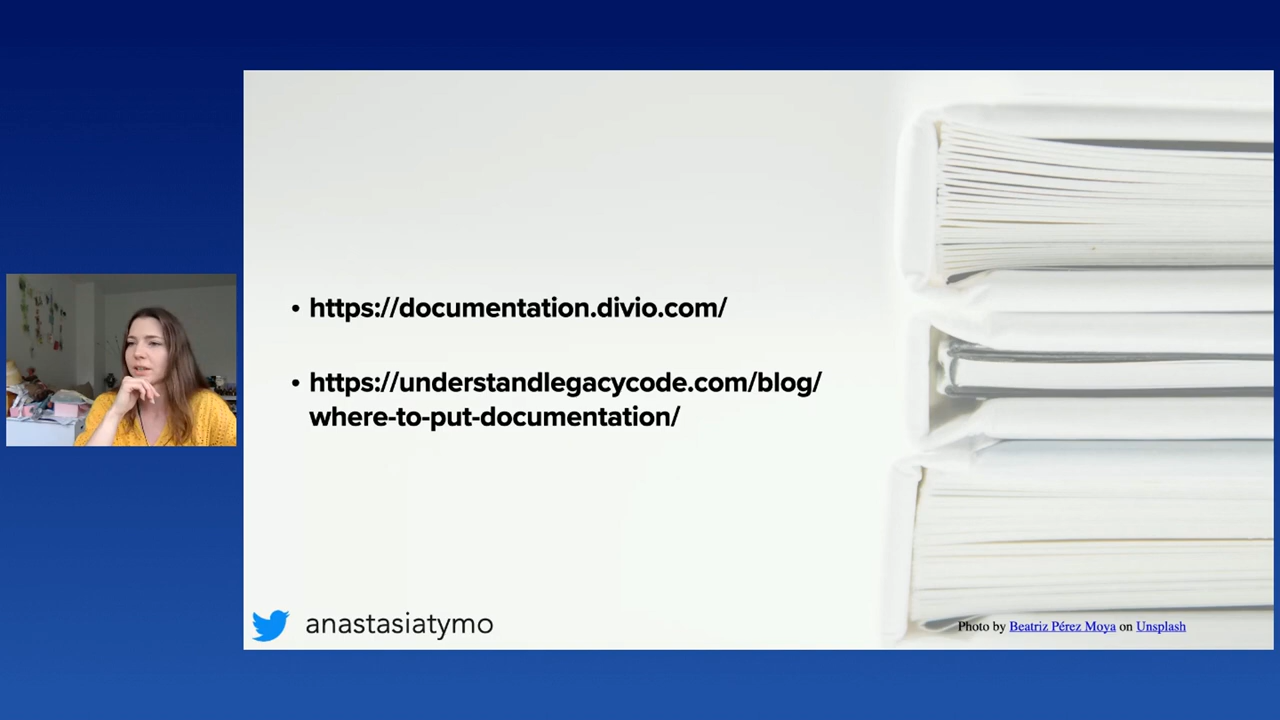 • https://documentation.divio.com/
• https://understandlegacycode.com/blog/
where-to-put-documentation/
anastasiatymo
Photo by Beatriz Pérez Moya on Unsplash